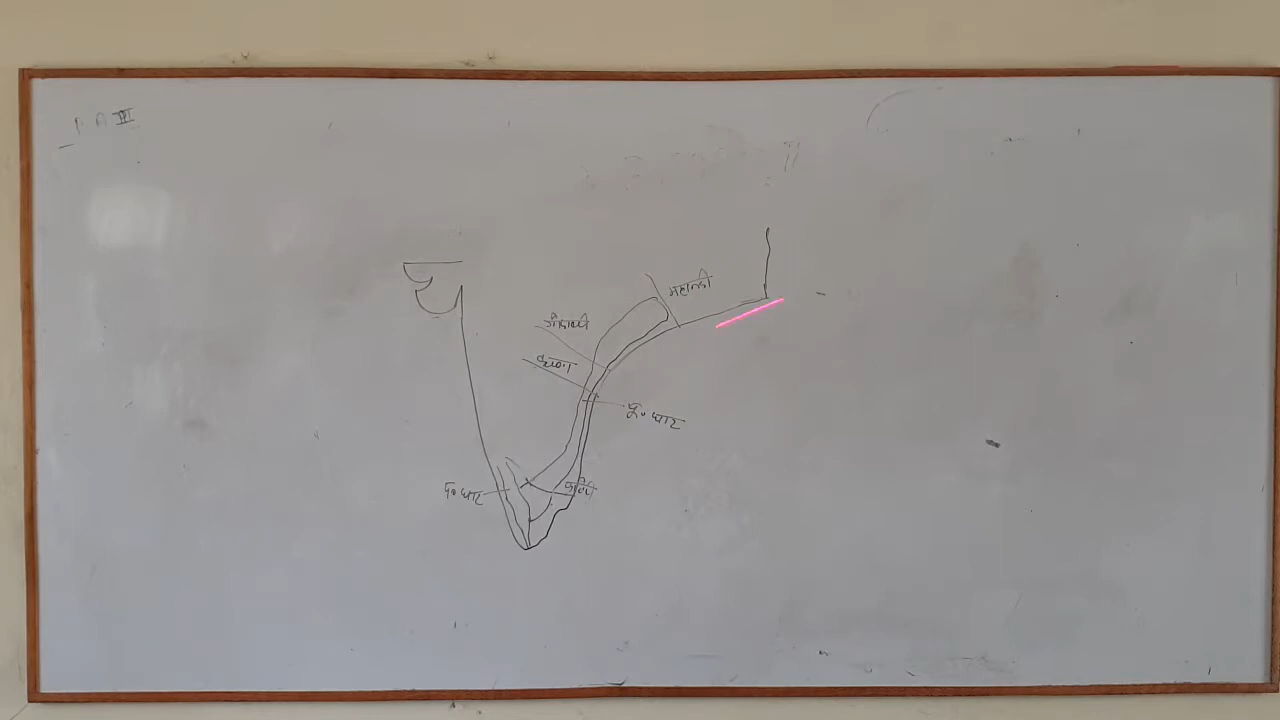 महानदी
गोदावरी
कृष्णा
पू० घाट
प० घाट
कावेरी